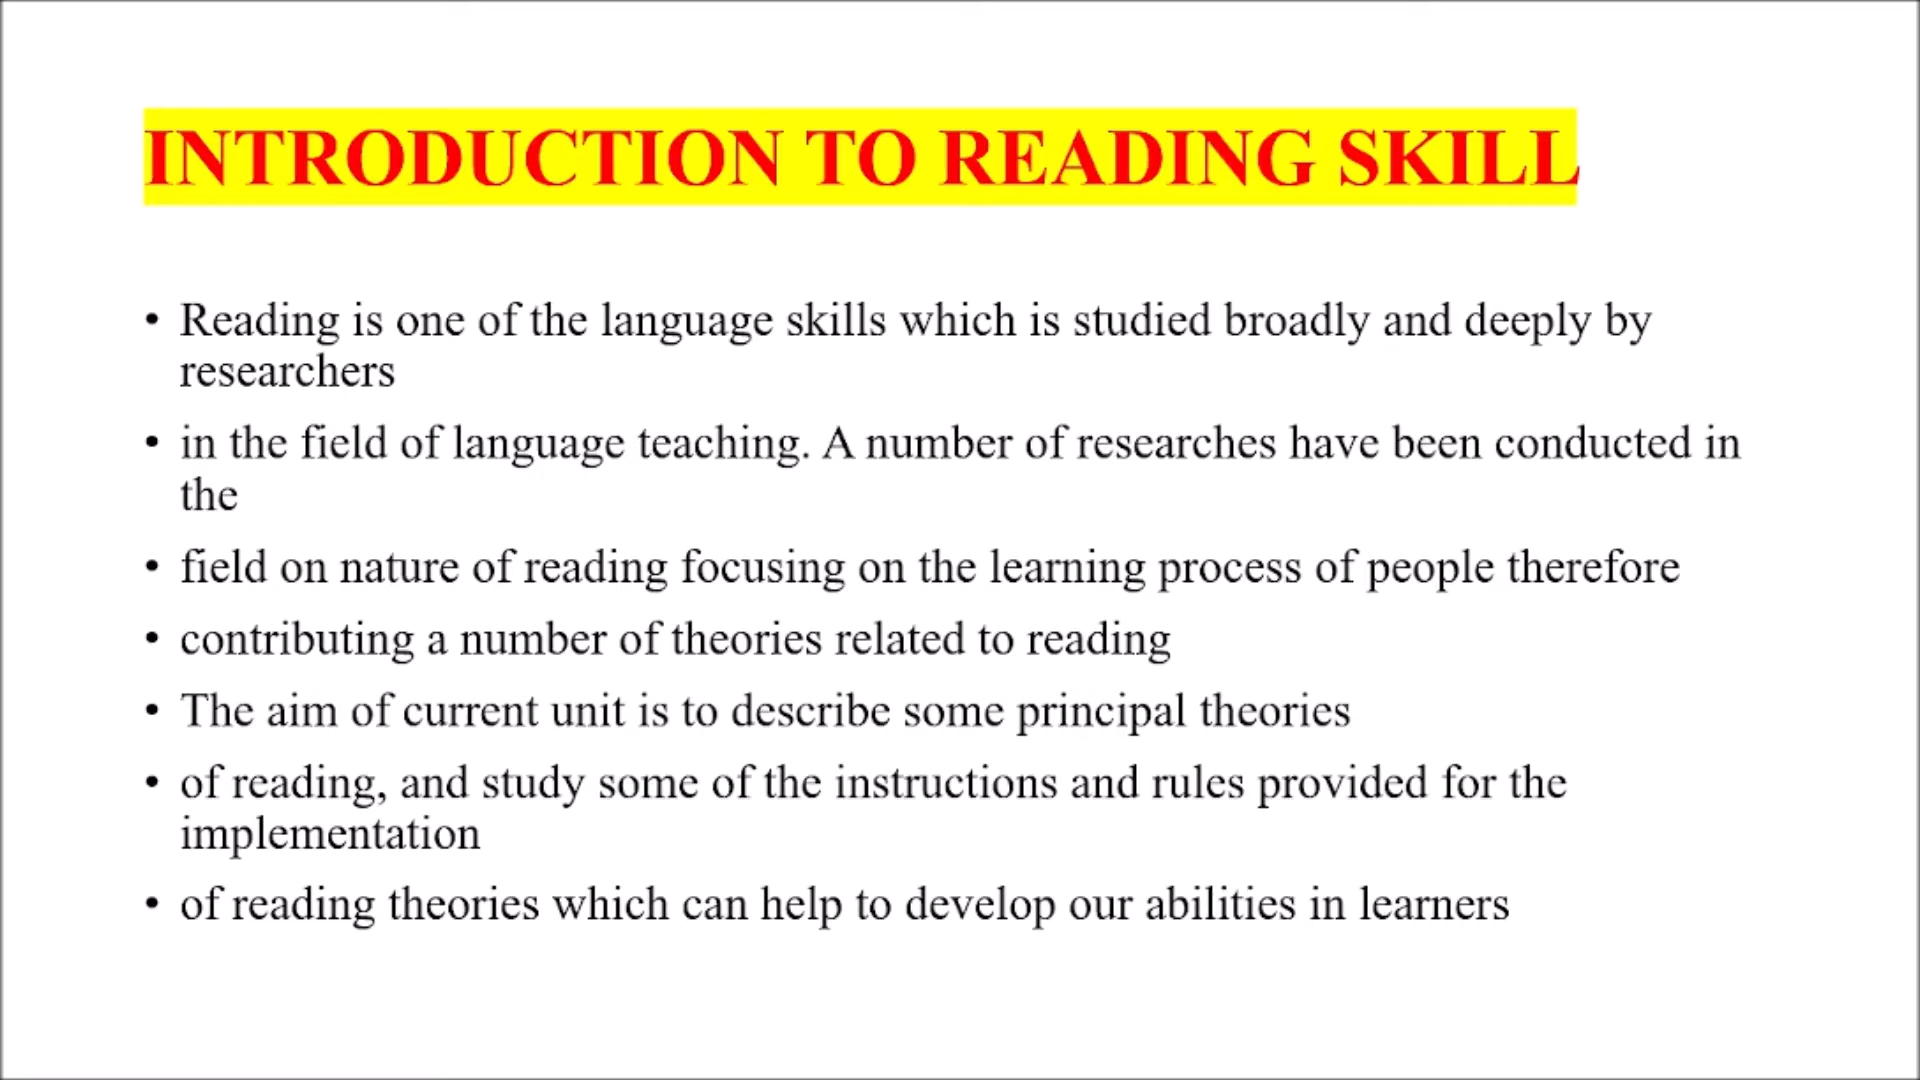 INTRODUCTION TO READING SKILL
• Reading is one of the language skills which is studied broadly and deeply by
researchers
• in the field of language teaching. A number of researches have been conducted in
the
• field on nature of reading focusing on the learning process of people therefore
• contributing a number of theories related to reading
• The aim of current unit is to describe some principal theories
• of reading, and study some of the instructions and rules provided for the
implementation
• of reading theories which can help to develop our abilities in learners